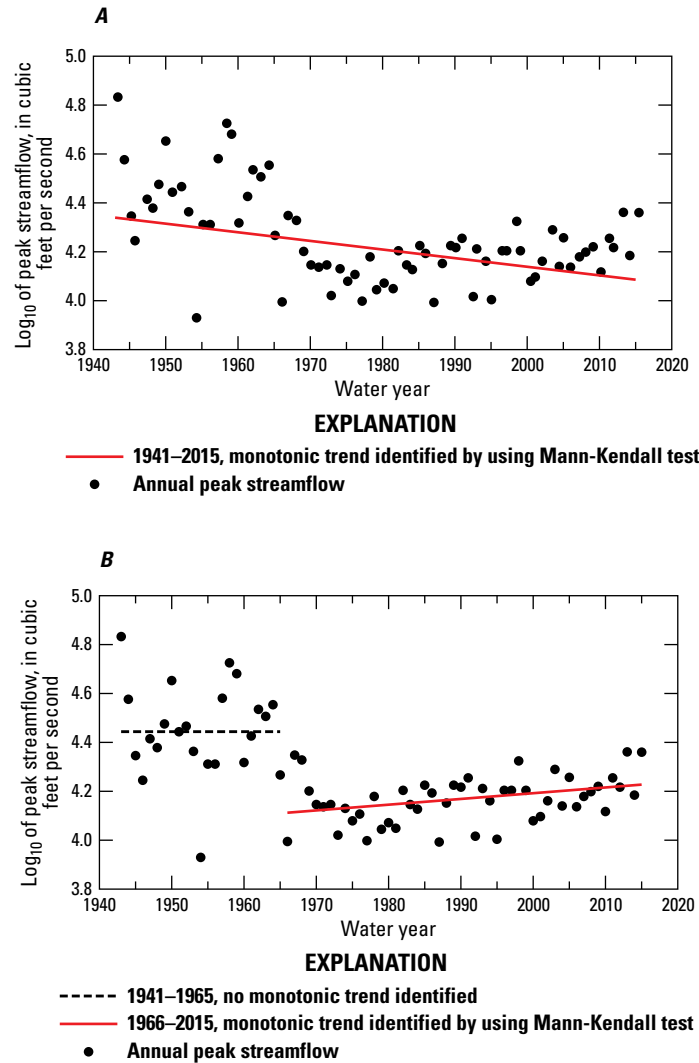 A
Log10 of peak streamflow, in cubic
feet per second
5.0
4.8
4.6
4.4
4.2
4.0
3.8
1940 1950 1960 1970 1980 1990 2000 2010 2020
Water year
EXPLANATION
1941–2015, monotonic trend identified by using Mann-Kendall test
Annual peak streamflow
B
Log10 of peak streamflow, in cubic
feet per second
5.0
4.8
4.6
4.4
4.2
4.0
3.8
1940 1950 1960 1970 1980 1990 2000 2010 2020
Water year
EXPLANATION
1941–1965, no monotonic trend identified
1966–2015, monotonic trend identified by using Mann-Kendall test
Annual peak streamflow